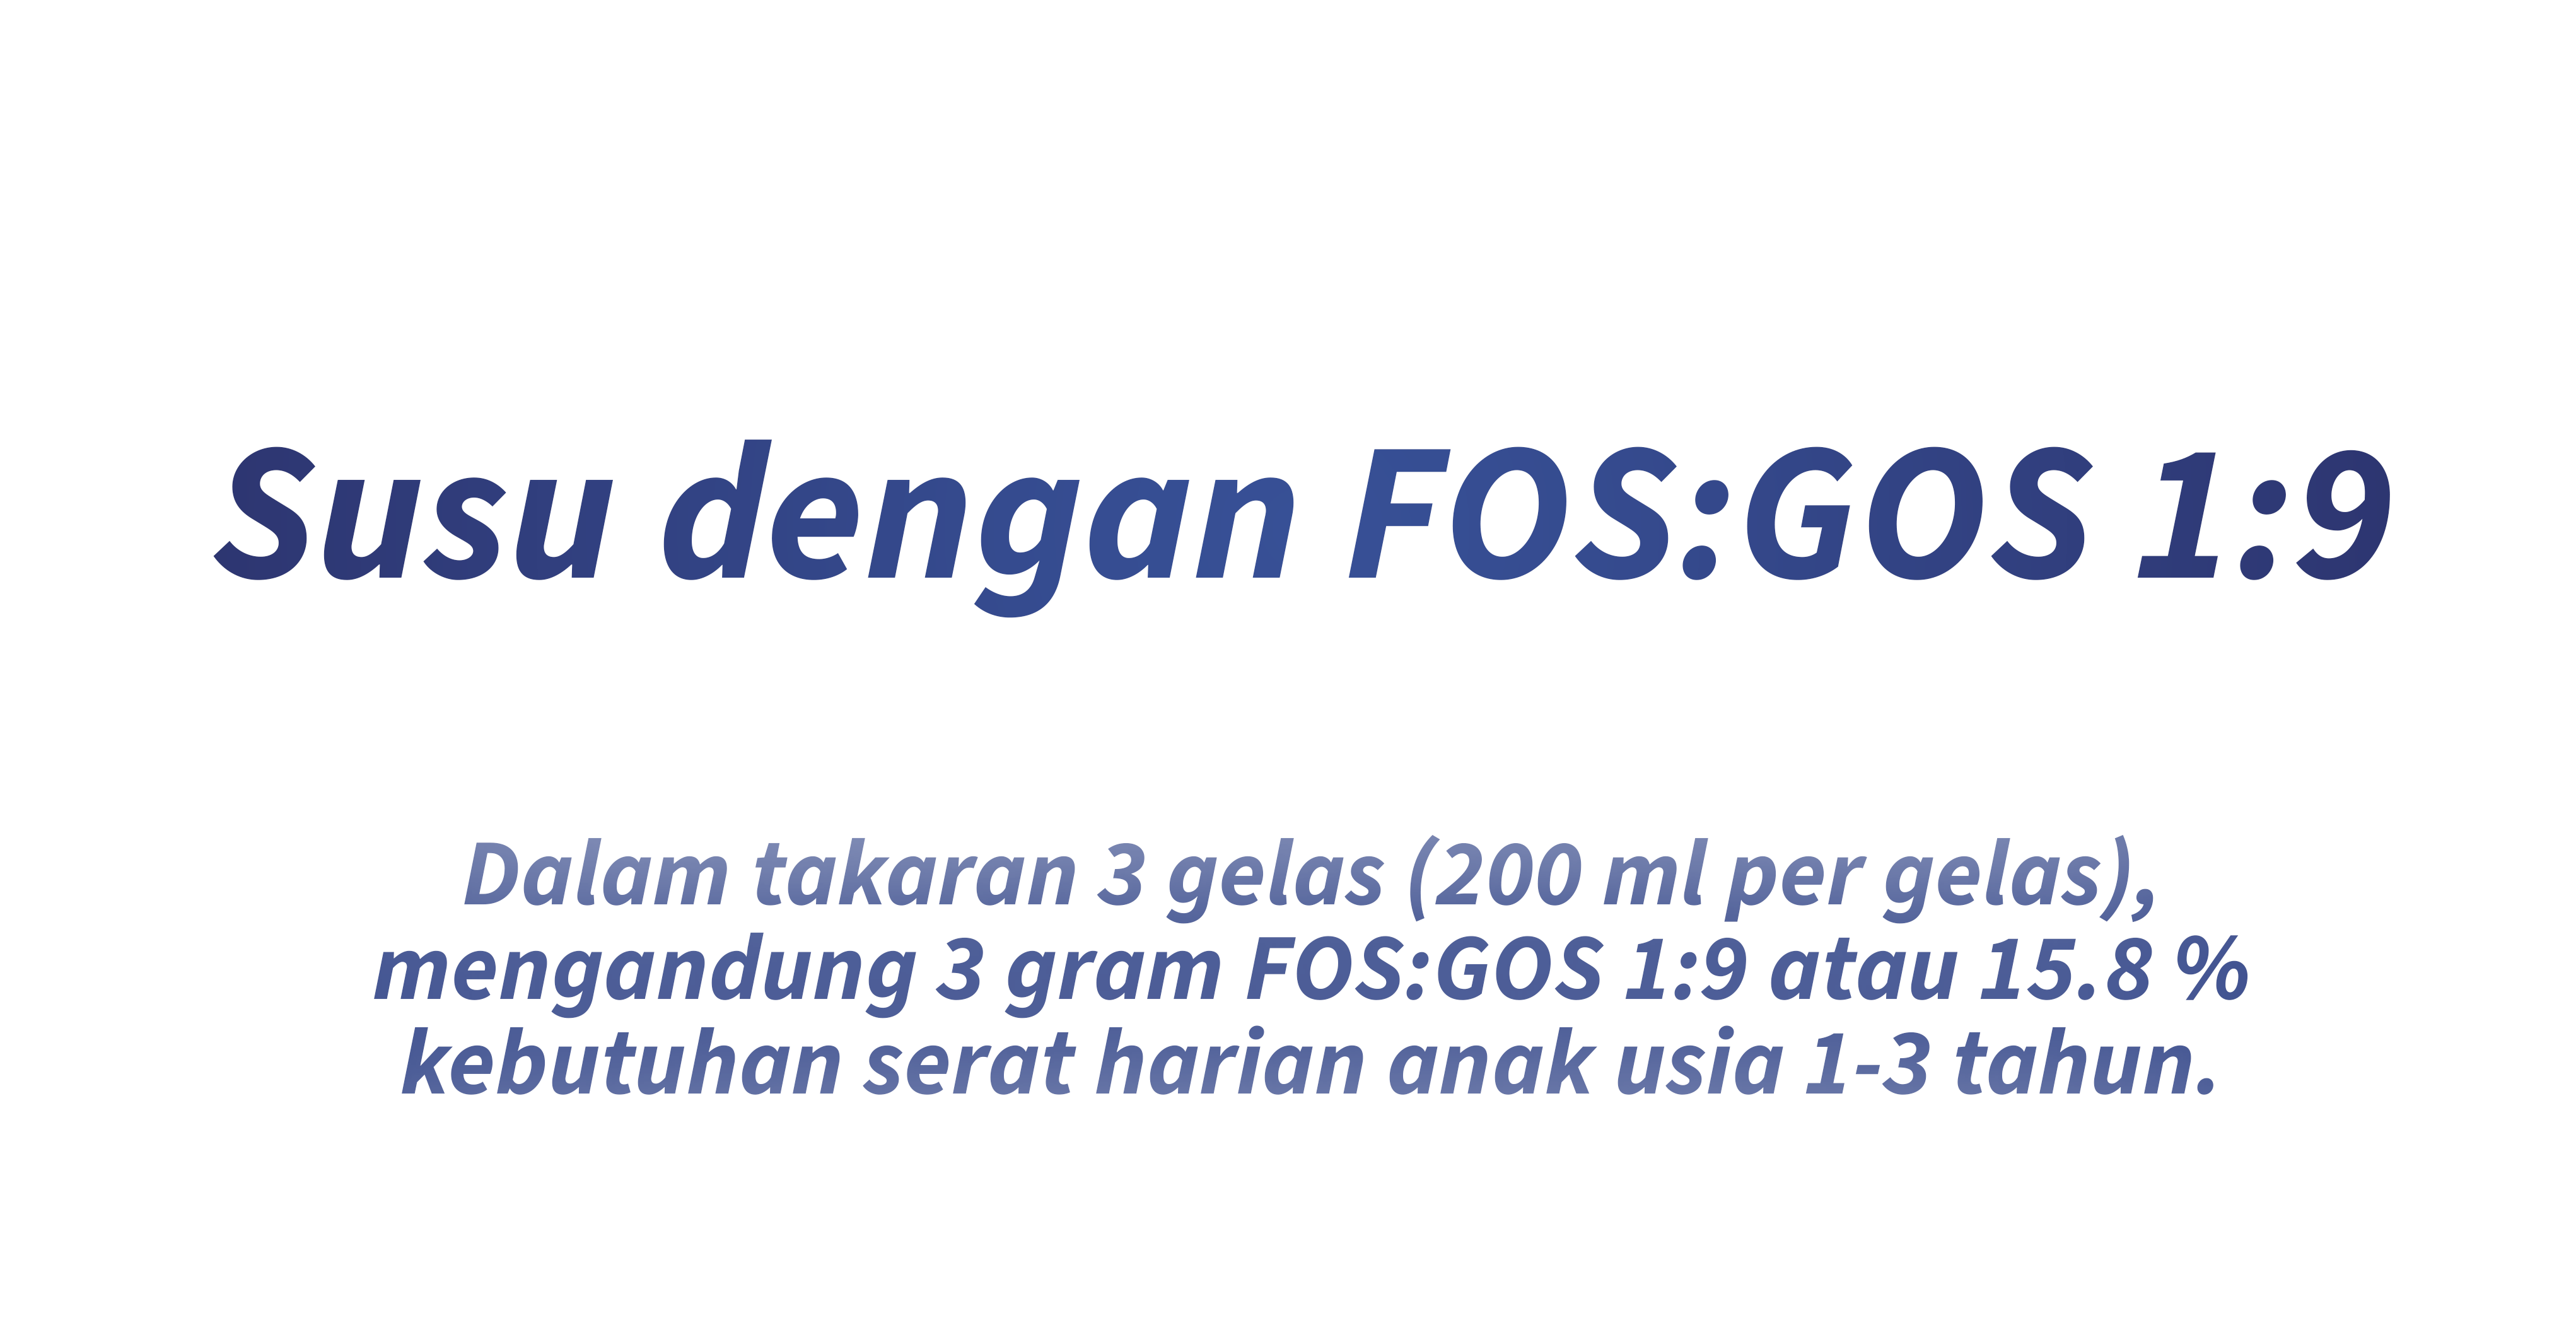 Susu dengan FOS:GOS 1:9
Dalam takaran 3 gelas (200 ml per gelas),
mengandung 3 gram FOS:GOS 1:9 atau 15.8 %
kebutuhan serat harian anak usia 1-3 tahun.